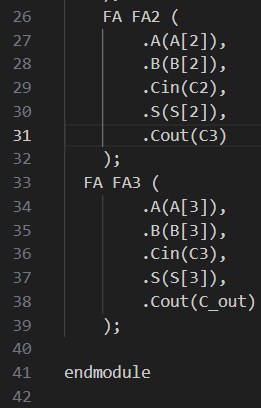 26 FA FA2 (
27 .A(A[2]),
28 .B(B[2]),
29 .Cin(C2),
30 .S(S[2]),
31 .Cout(C3)
32 );
33 FA FA3 (
34 .A(A[3]),
35 .B(B[3]),
36 .Cin(C3),
37 .S(S[3]),
38 .Cout(C_out)
39 );
40
41 endmodule
42